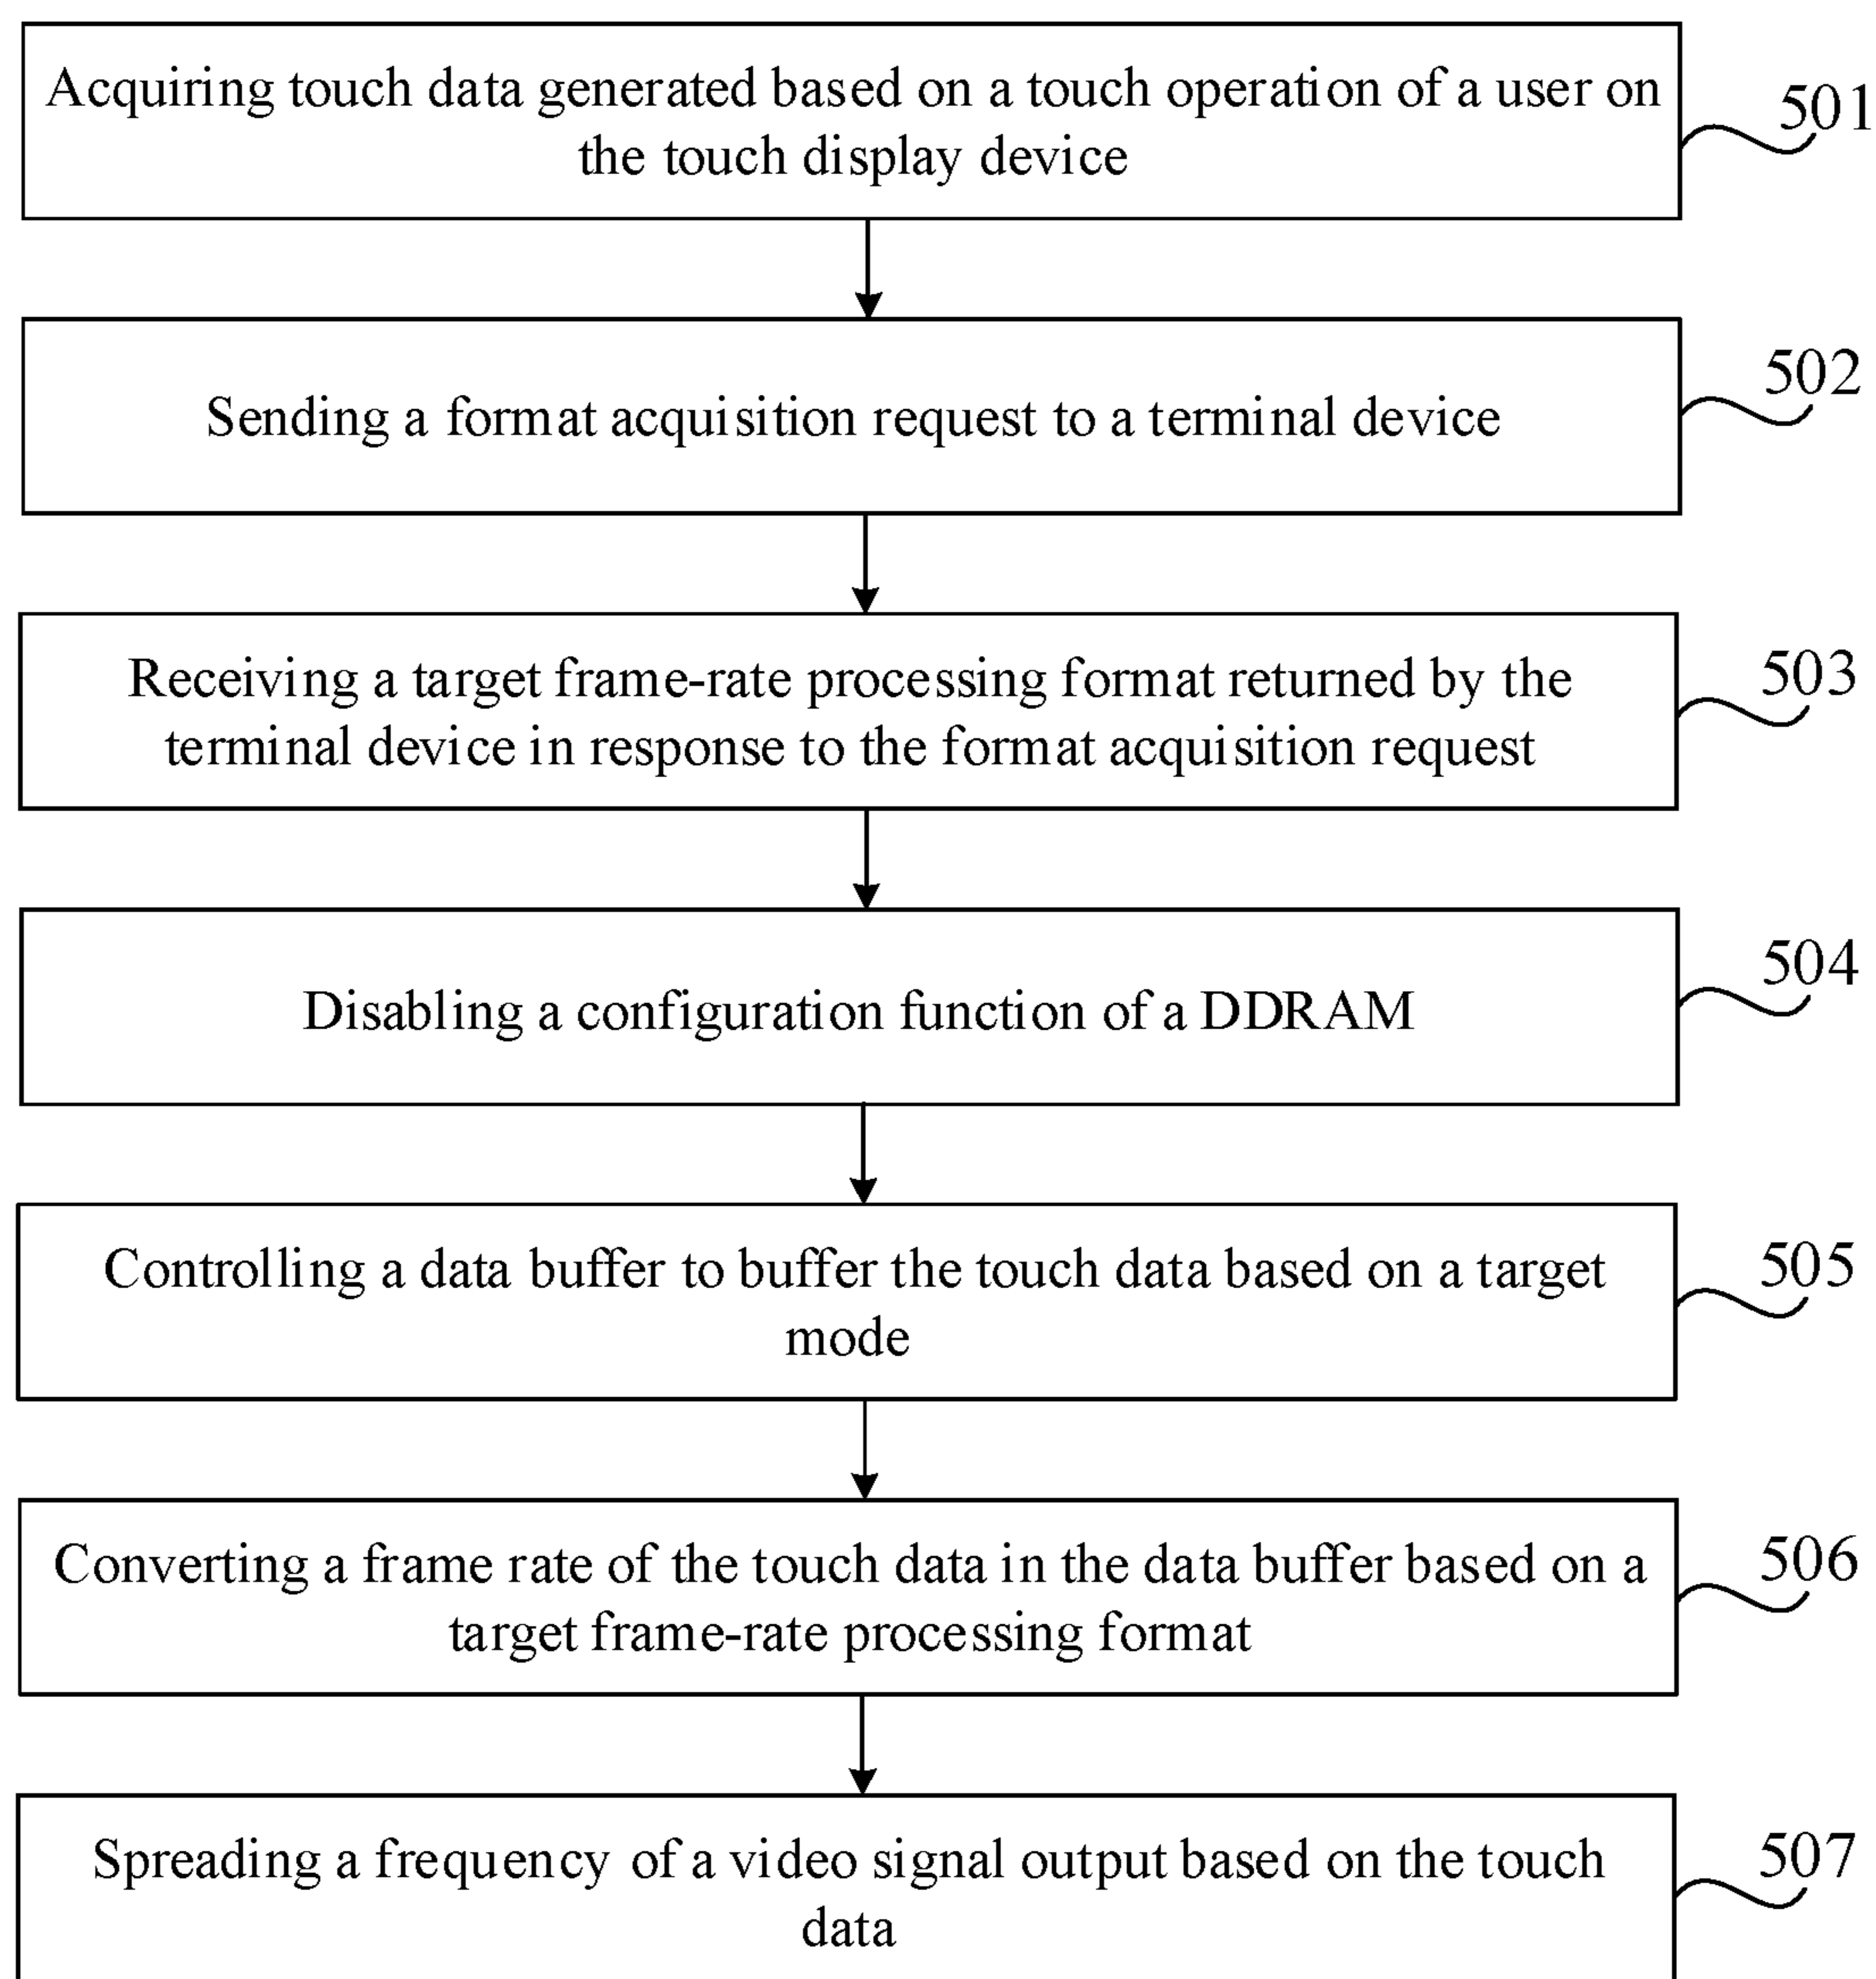 Acquiring touch data generated based on a touch operation of a user on
the touch display device
501
Sending a format acquisition request to a terminal device
502
Receiving a target frame-rate processing format returned by the
terminal device in response to the format acquisition request
503
Disabling a configuration function of a DDRAM
504
Controlling a data buffer to buffer the touch data based on a target
mode
505
Converting a frame rate of the touch data in the data buffer based on a
target frame-rate processing format
506
Spreading a frequency of a video signal output based on the touch
data
507